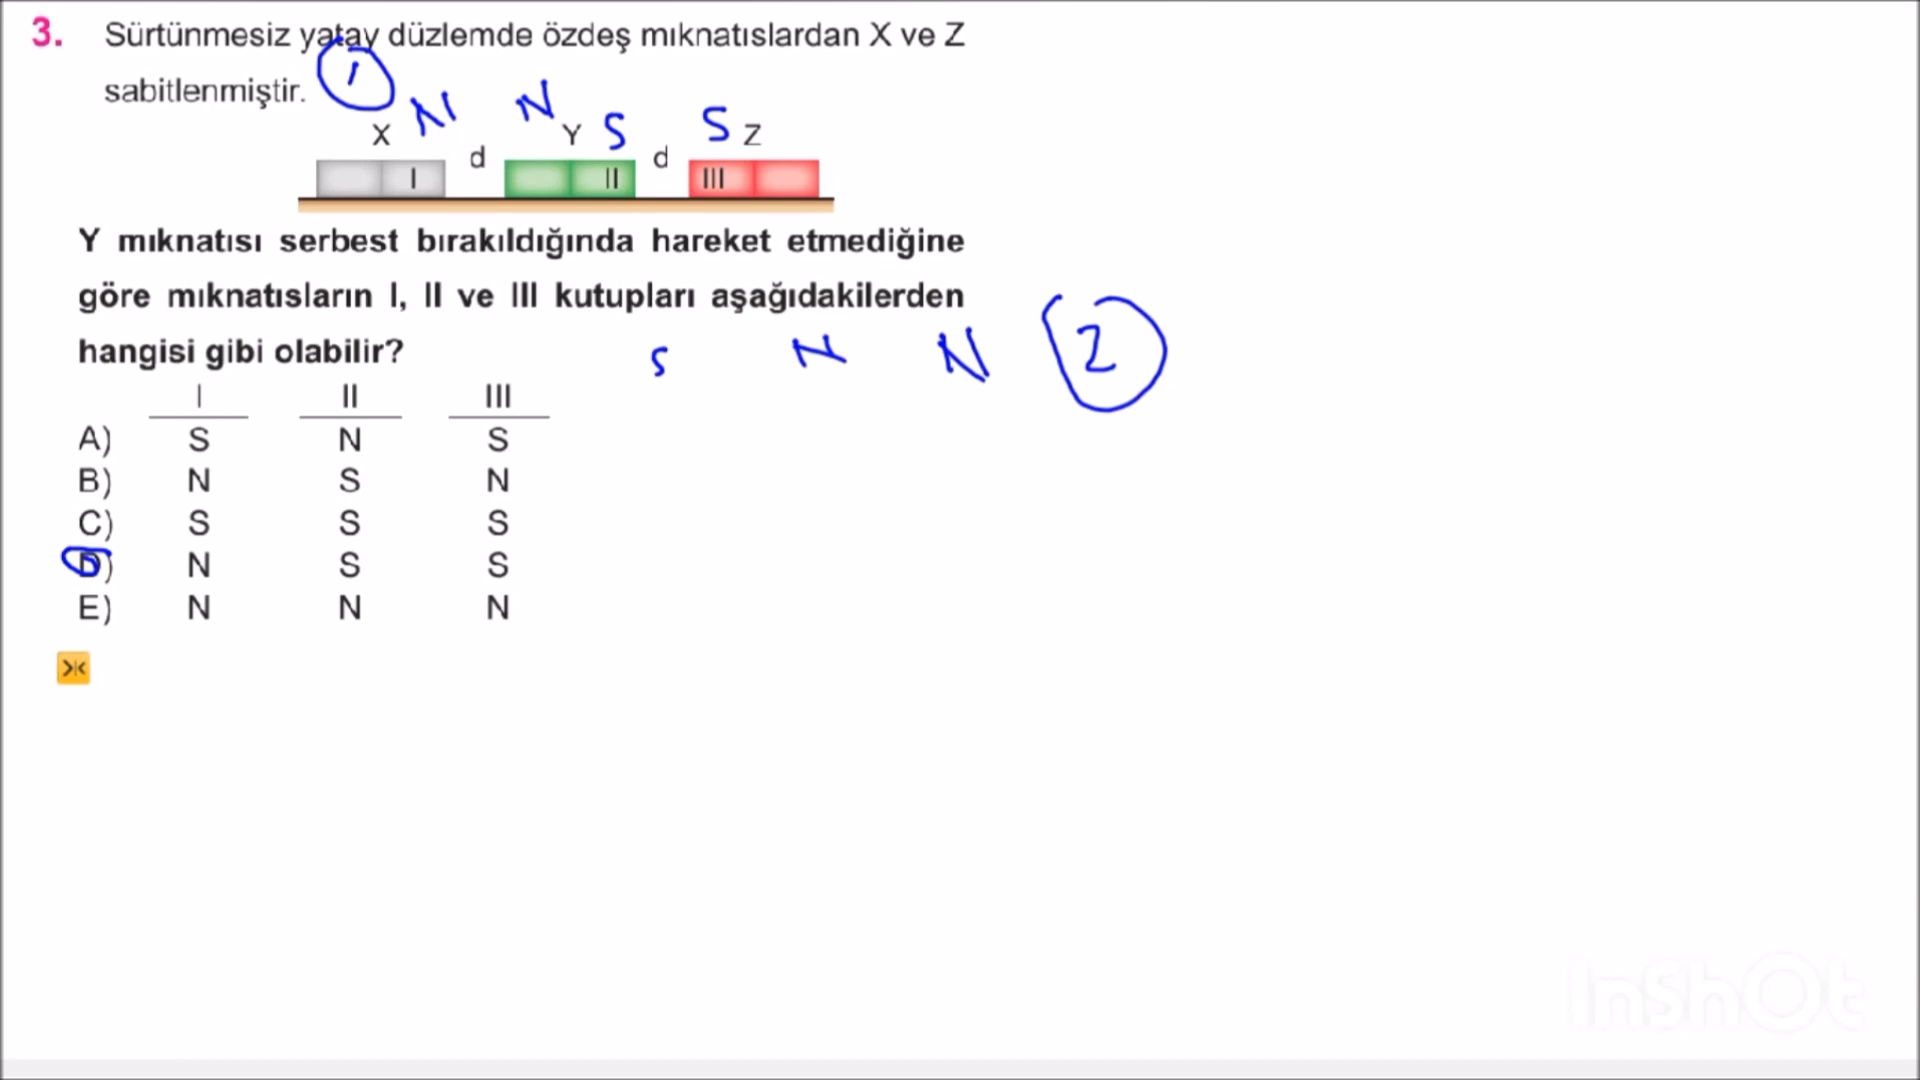 3. Sürtünmesiz yatay düzlemde özdeş mıknatıslardan X ve Z
sabitlenmiştir.
1 N N S S
X Y Z
d d
I II III
Y mıknatısı serbest bırakıldığında hareket etmediğine
göre mıknatısların I, II ve III kutupları aşağıdakilerden
hangisi gibi olabilir?
S N N 2
I II III
A) S N S
B) N S N
C) S S S
D) N S S
E) N N N
InShOt